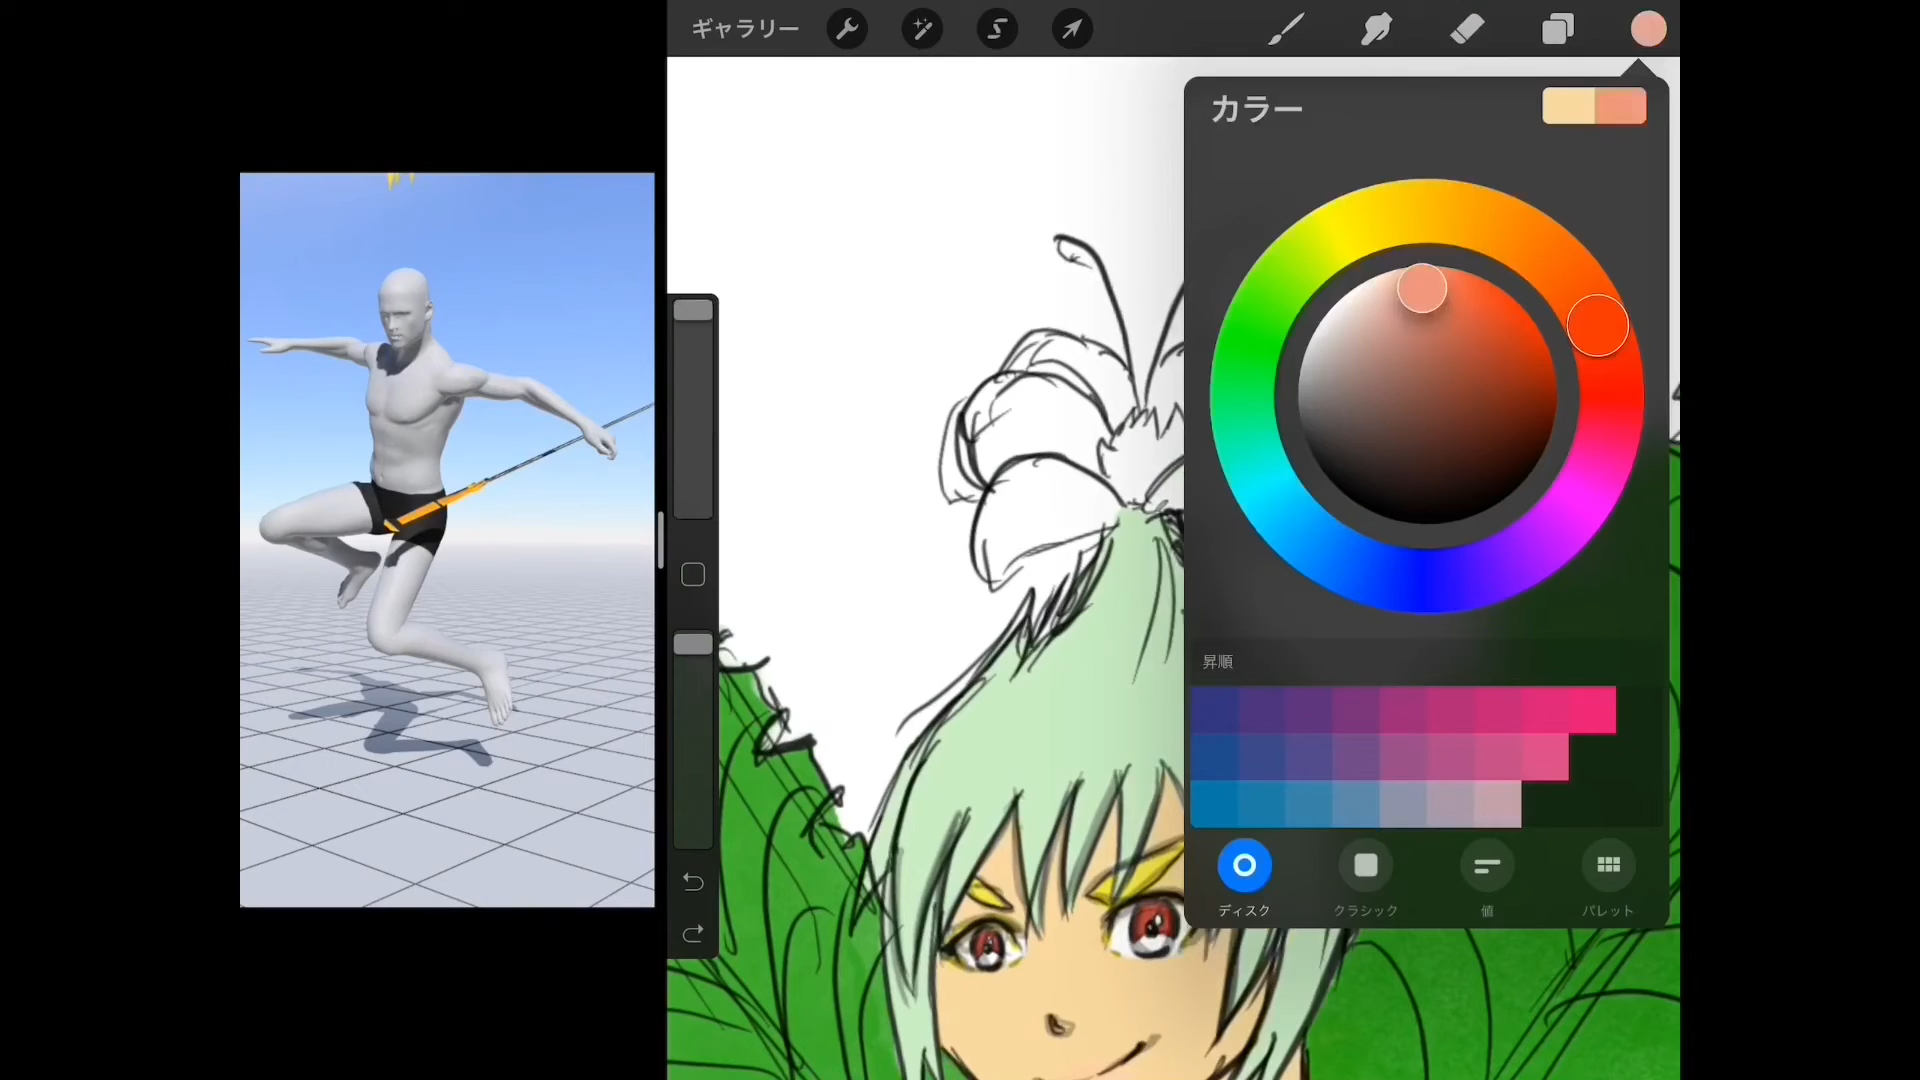 ギャラリー
カラー
昇順
ディスク
クラシック
値
パレット